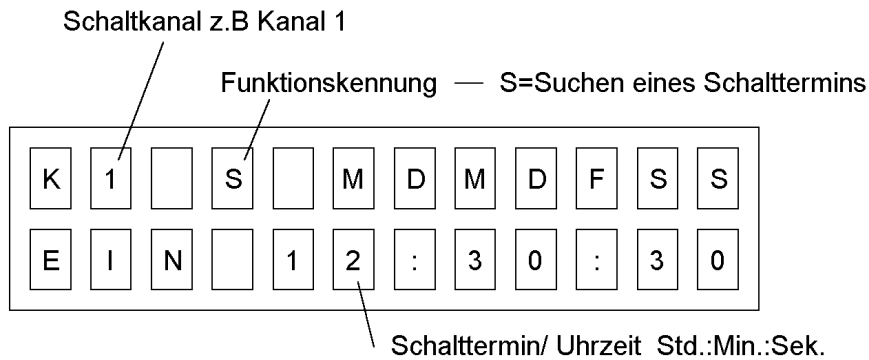 Schaltkanal z.B Kanal 1
Funktionskennung — S=Suchen eines Schalttermins
K 1 S M D M D F S S
E I N 1 2 : 3 0 : 3 0
Schalttermin/ Uhrzeit Std.:Min.:Sek.